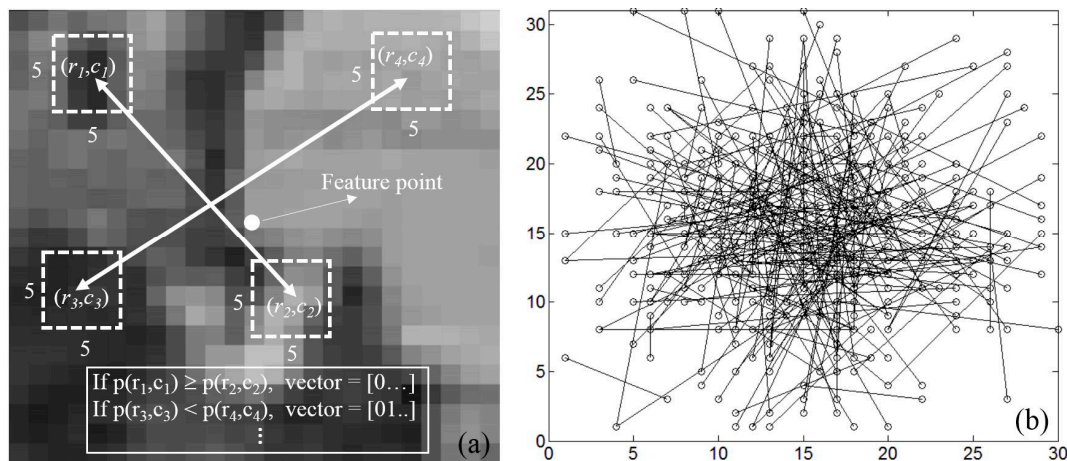 5
(r₁,c₁)
5
5
(r₄,c₄)
5
Feature point
5
(r₃,c₃)
5
5
(r₂,c₂)
5
If p(r₁,c₁) ≥ p(r₂,c₂), vector = [0…]
If p(r₃,c₃) < p(r₄,c₄), vector = [01..]
⋮
(a)
30
25
20
15
10
5
0
0 5 10 15 20 25 30
(b)